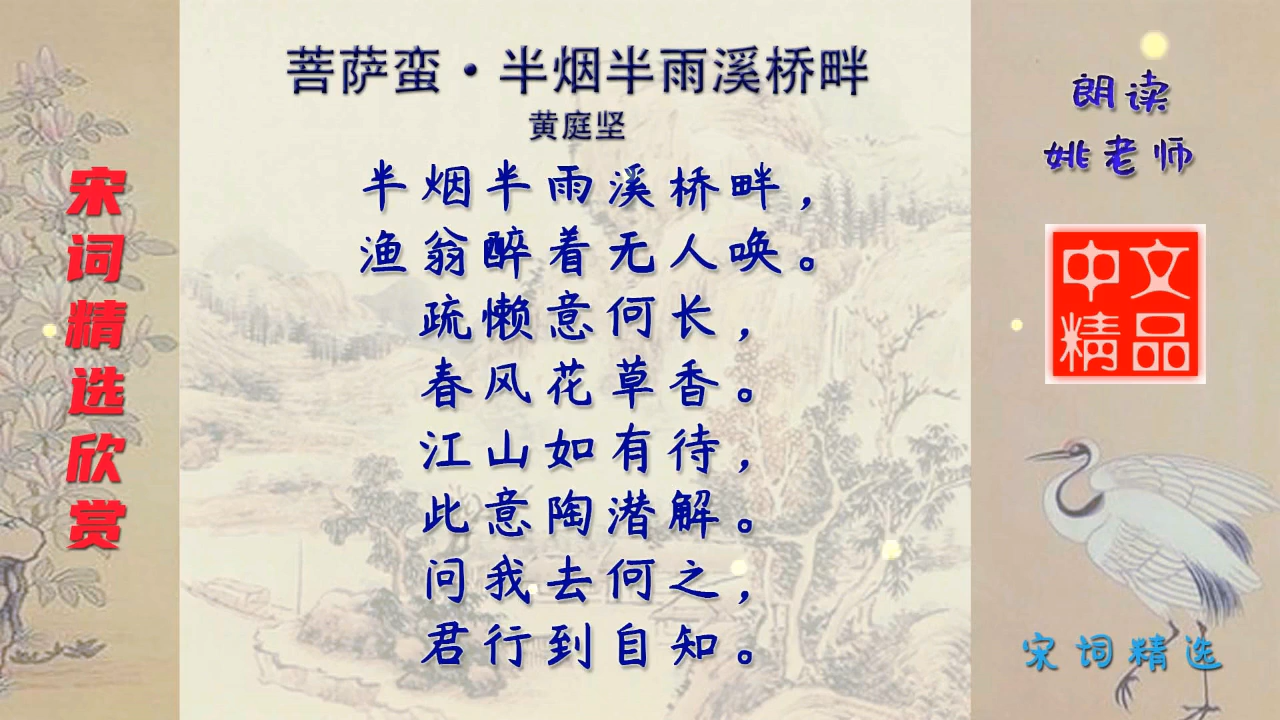 菩萨蛮·半烟半雨溪桥畔
黄庭坚
半烟半雨溪桥畔，
渔翁醉着无人唤。
疏懒意何长，
春风花草香。
江山如有待，
此意陶潜解。
问我去何之，
君行到自知。
宋词精选欣赏
朗读
姚老师
中文
精品
宋词精选